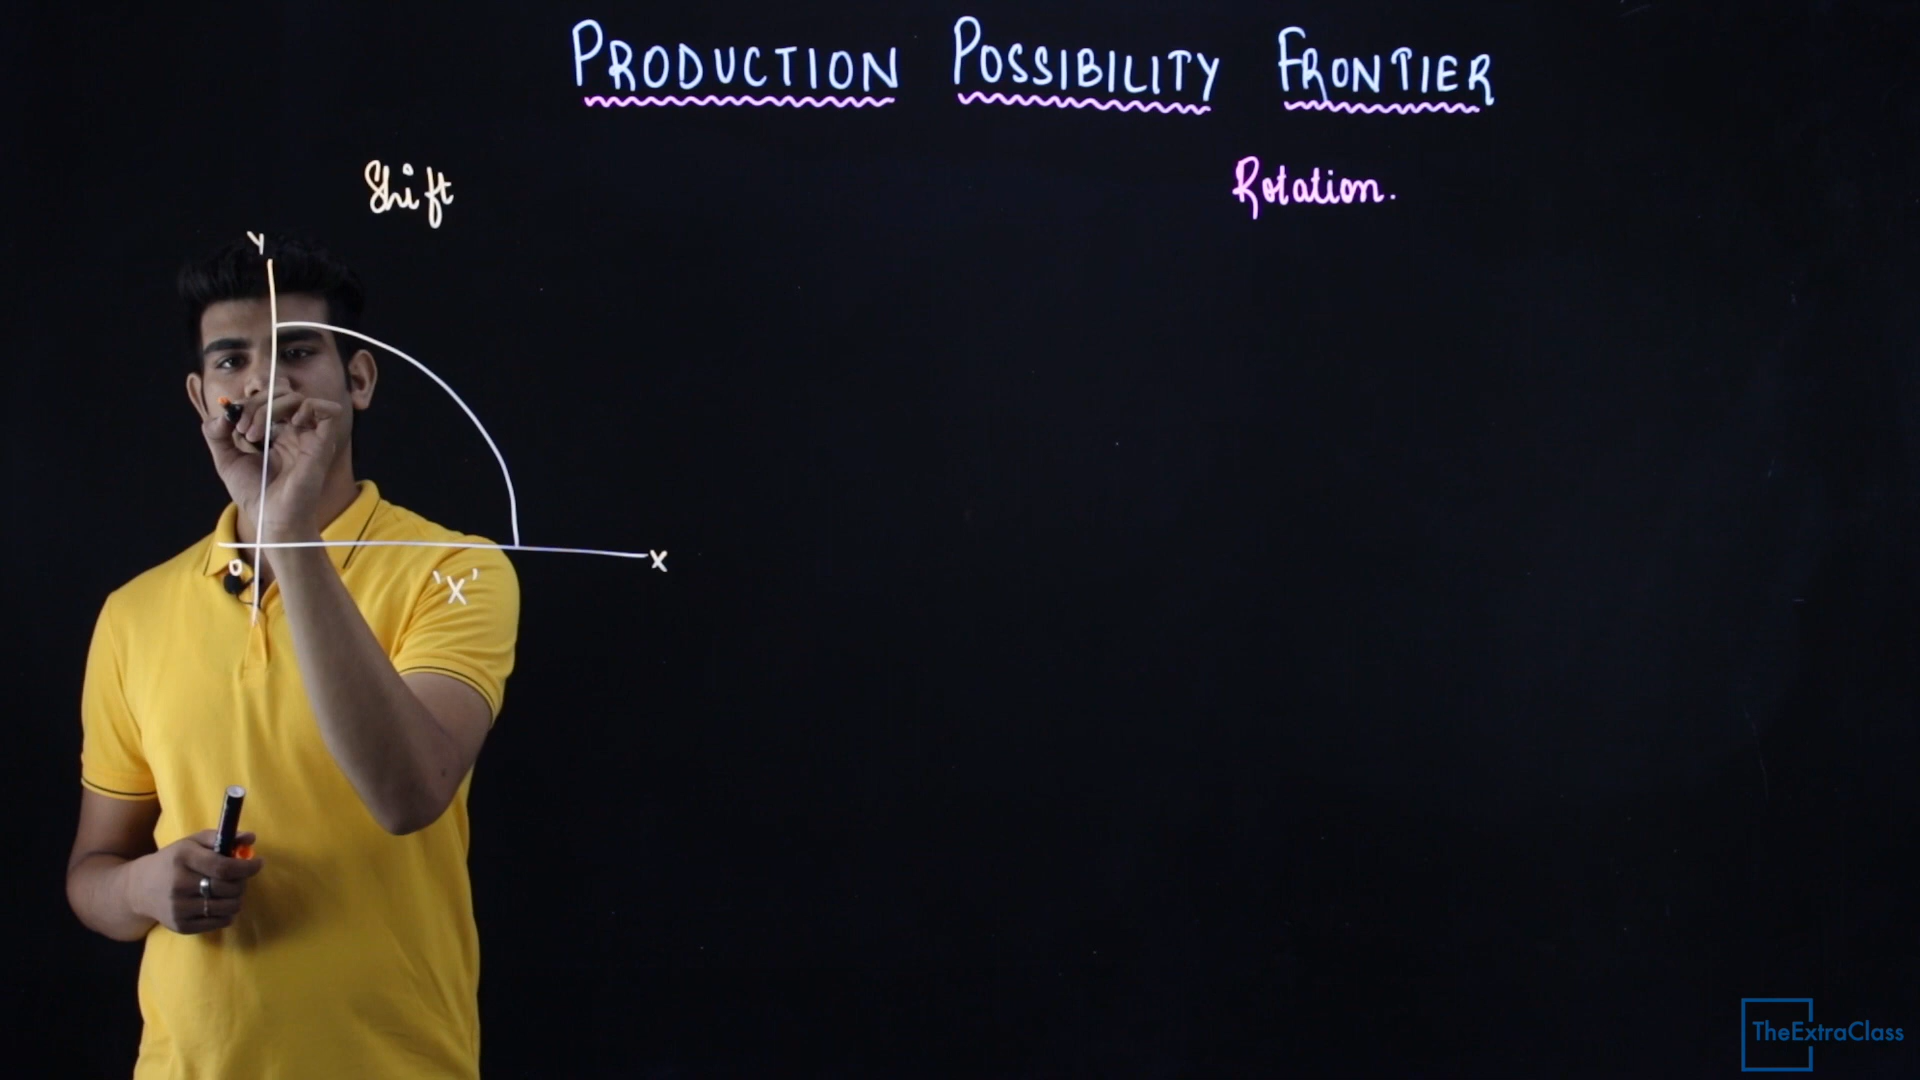 PRODUCTION POSSIBILITY FRONTIER
Shift
Rotation.
Y
X
O
'X'
TheExtraClass